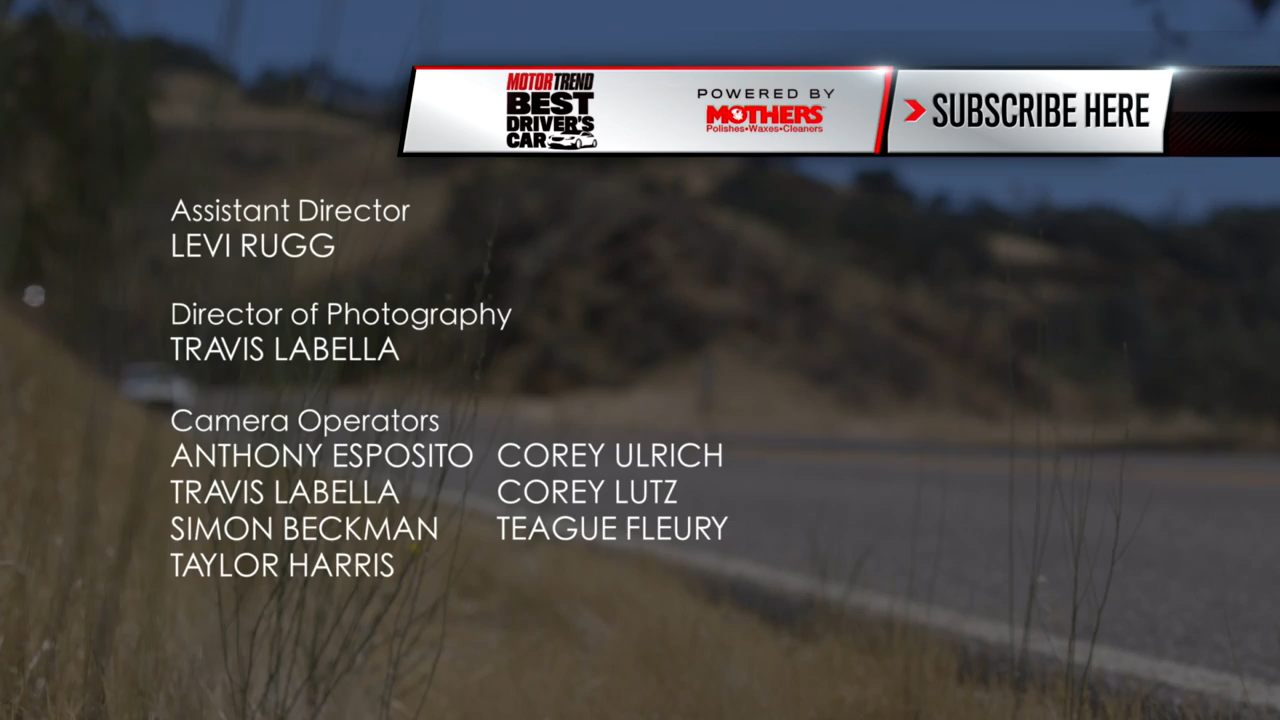 MOTOR TREND
BEST
DRIVER'S
CAR
POWERED BY
MOTHERS
Polishes•Waxes•Cleaners
SUBSCRIBE HERE
Assistant Director
LEVI RUGG
Director of Photography
TRAVIS LABELLA
Camera Operators
ANTHONY ESPOSITO COREY ULRICH
TRAVIS LABELLA COREY LUTZ
SIMON BECKMAN TEAGUE FLEURY
TAYLOR HARRIS